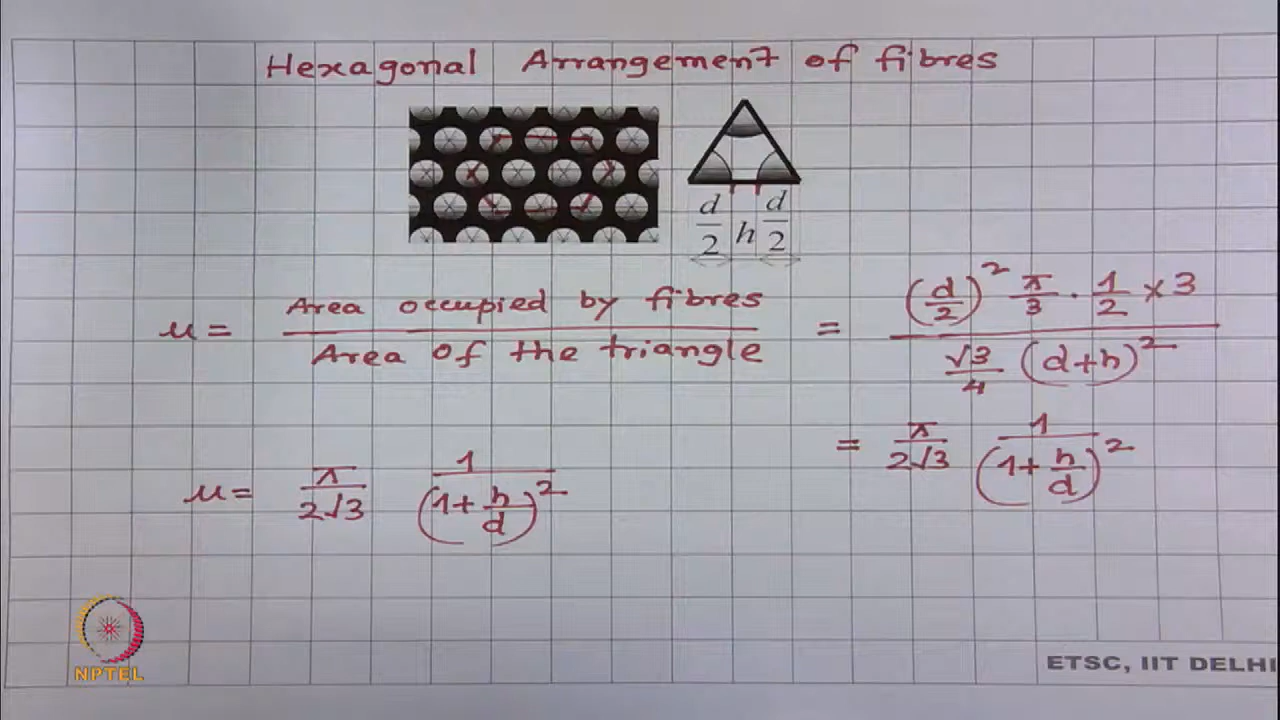 Hexagonal Arrangement of fibres
d/2 h d/2
μ = Area occupied by fibres / Area of the triangle = (d/2)² π/3 · 1/2 × 3 / √3/4 (d+h)²
= π/2√3 1/(1+h/d)²
μ = π/2√3 1/(1+h/d)²
NPTEL
ETSC, IIT DELHI